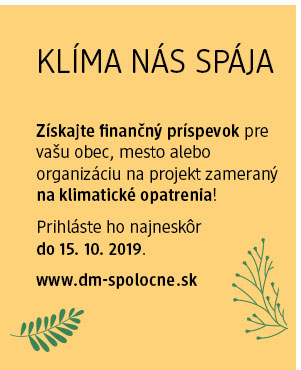 KLÍMA NÁS SPÁJA
Získajte finančný príspevok pre
vašu obec, mesto alebo
organizáciu na projekt zameraný
na klimatické opatrenia!
Prihláste ho najneskôr
do 15. 10. 2019.
www.dm-spolocne.sk